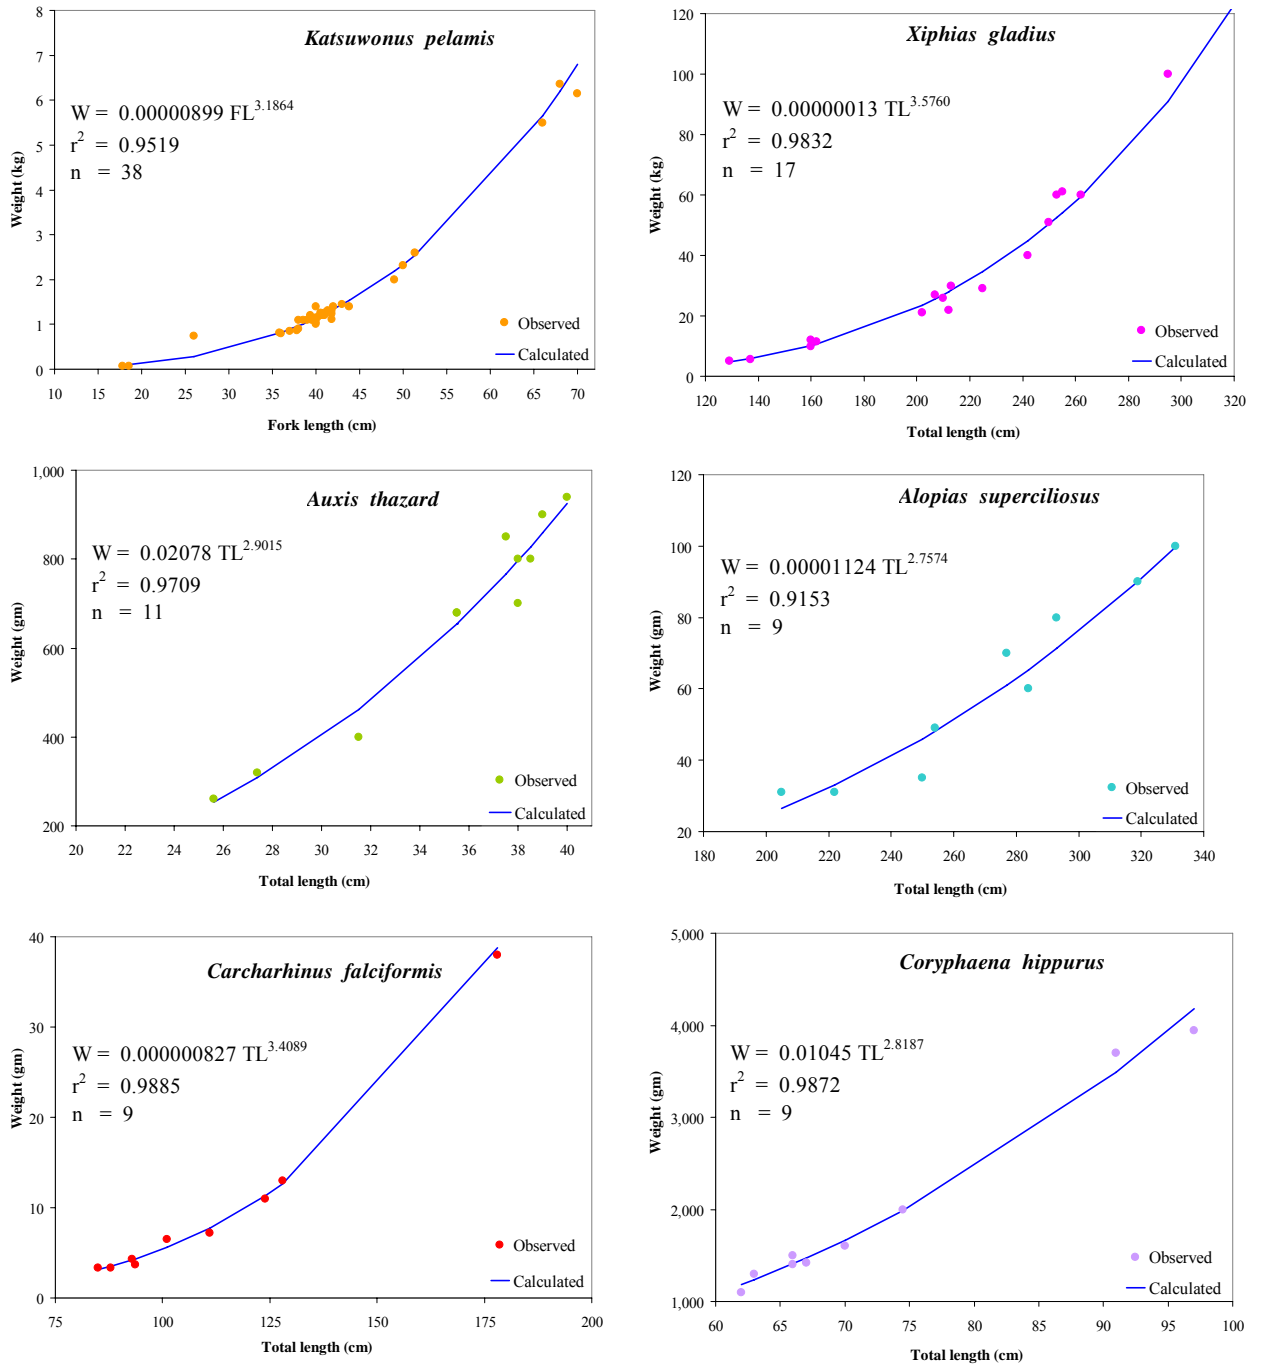 Katsuwonus pelamis
W = 0.00000899 FL^3.1864
r^2 = 0.9519
n = 38
Weight (kg)
8
7
6
5
4
3
2
1
0
Observed
Calculated
10 15 20 25 30 35 40 45 50 55 60 65 70
Fork length (cm)
Xiphias gladius
W = 0.00000013 TL^3.5760
r^2 = 0.9832
n = 17
Weight (kg)
120
100
80
60
40
20
0
Observed
Calculated
120 140 160 180 200 220 240 260 280 300 320
Total length (cm)
Auxis thazard
W = 0.02078 TL^2.9015
r^2 = 0.9709
n = 11
Weight (gm)
1,000
800
600
400
200
Observed
Calculated
20 22 24 26 28 30 32 34 36 38 40
Total length (cm)
Alopias superciliosus
W = 0.00001124 TL^2.7574
r^2 = 0.9153
n = 9
Weight (gm)
120
100
80
60
40
20
Observed
Calculated
180 200 220 240 260 280 300 320 340
Total length (cm)
Carcharhinus falciformis
W = 0.000000827 TL^3.4089
r^2 = 0.9885
n = 9
Weight (gm)
40
30
20
10
0
Observed
Calculated
75 100 125 150 175 200
Total length (cm)
Coryphaena hippurus
W = 0.01045 TL^2.8187
r^2 = 0.9872
n = 9
Weight (gm)
5,000
4,000
3,000
2,000
1,000
Observed
Calculated
60 65 70 75 80 85 90 95 100
Total length (cm)